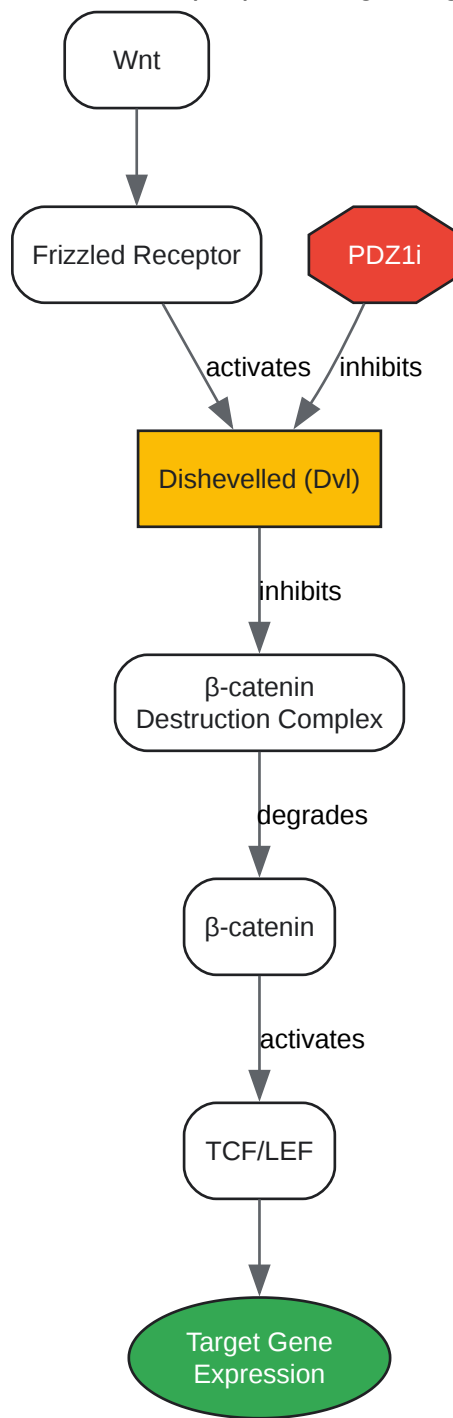 Wnt
Frizzled Receptor
PDZ1i
activates
inhibits
Dishevelled (Dvl)
inhibits
β-catenin
Destruction Complex
degrades
β-catenin
activates
TCF/LEF
Target Gene
Expression